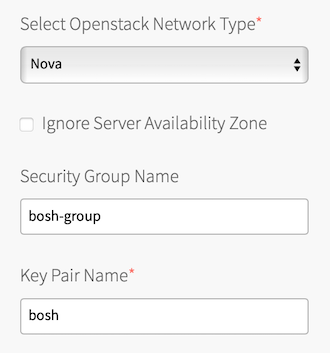 Select Openstack Network Type*
Nova
Ignore Server Availability Zone
Security Group Name
bosh-group
Key Pair Name*
bosh